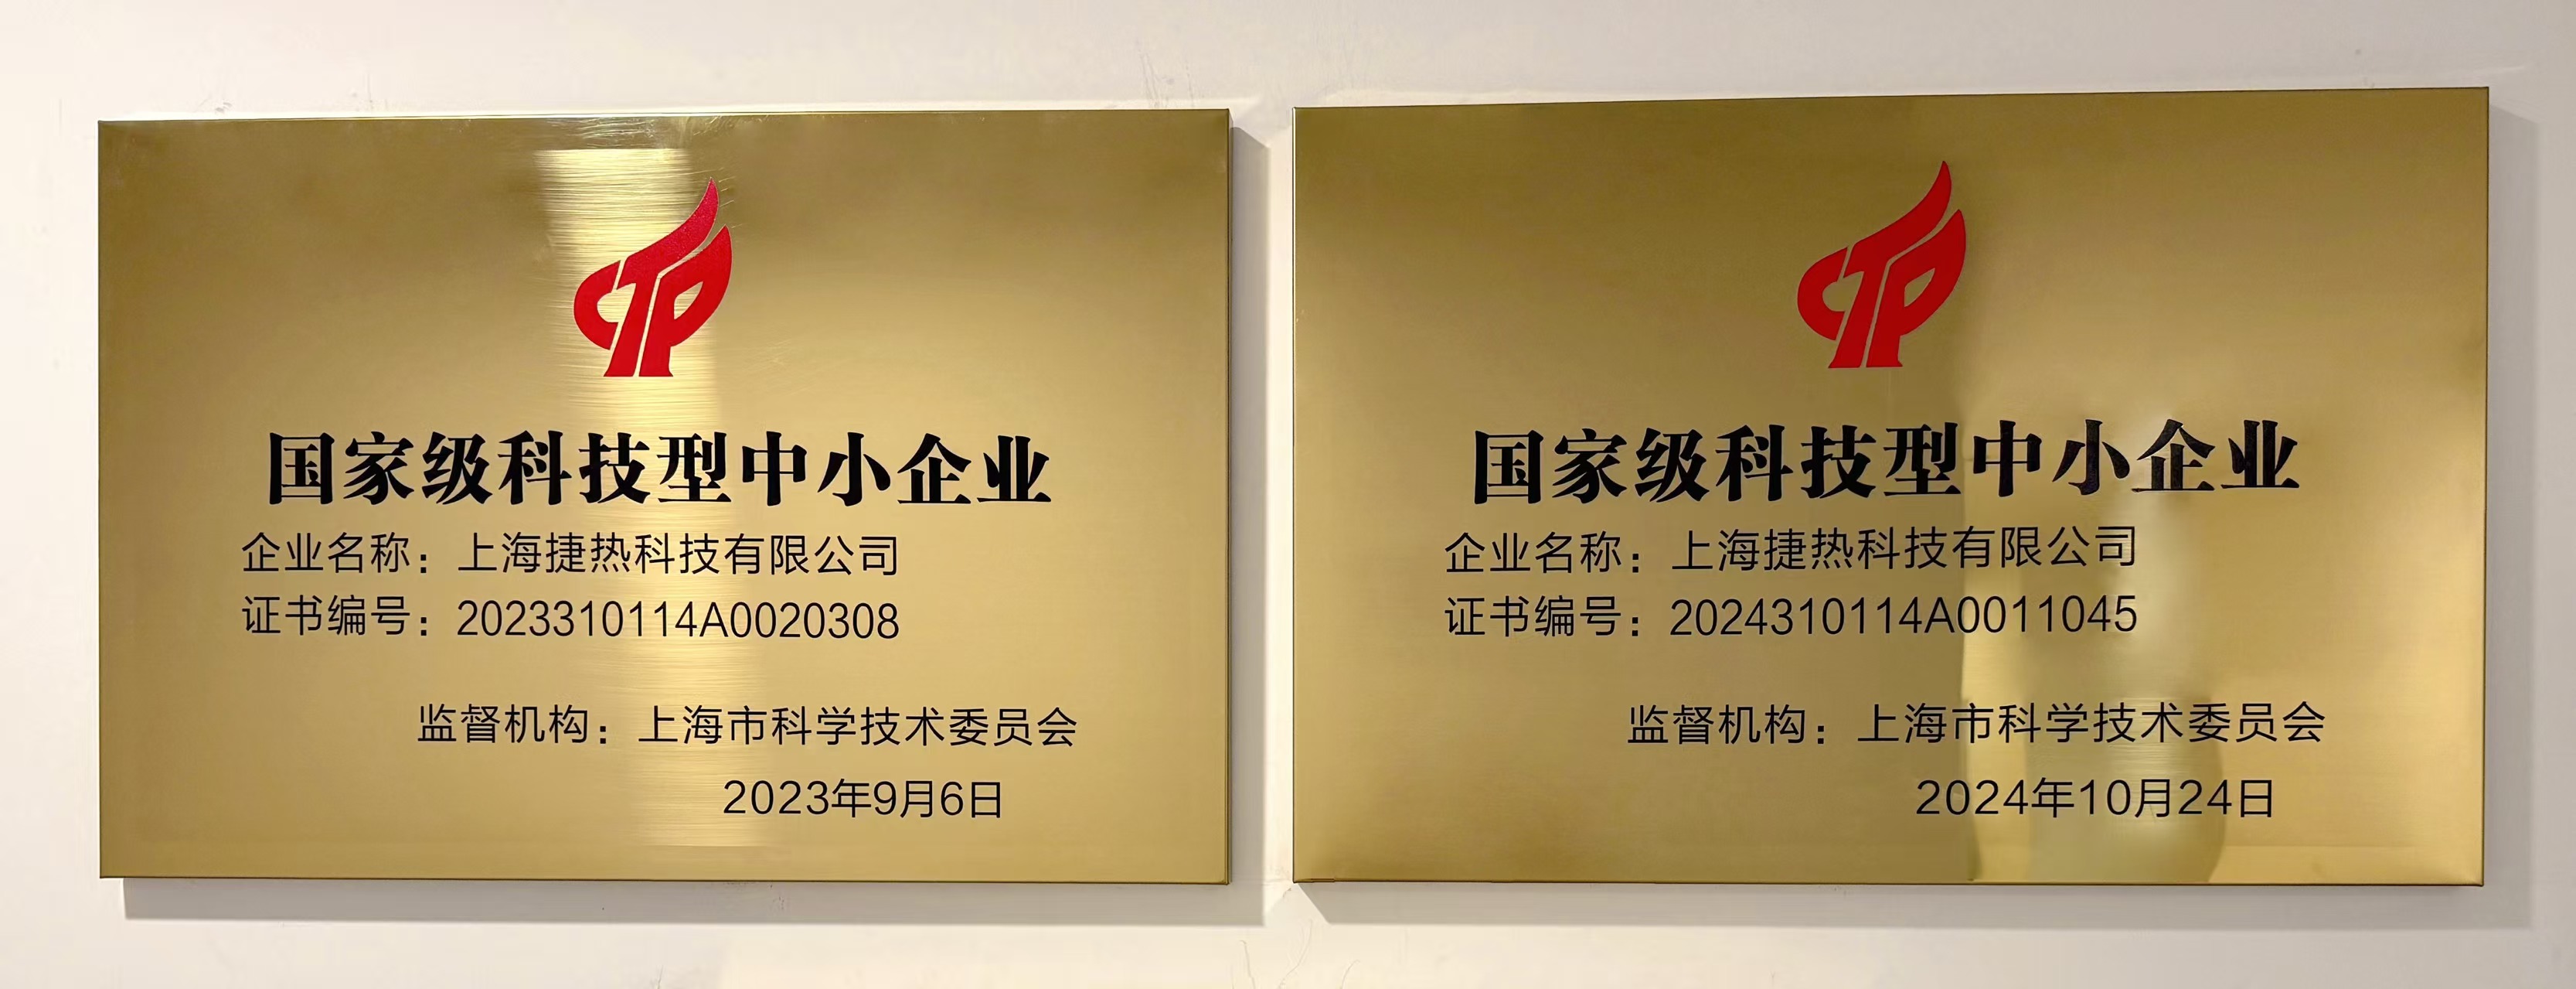 CTP
国家级科技型中小企业
企业名称：上海捷热科技有限公司
证书编号：2023310114A0020308
监督机构：上海市科学技术委员会
2023年9月6日
CTP
国家级科技型中小企业
企业名称：上海捷热科技有限公司
证书编号：2024310114A0011045
监督机构：上海市科学技术委员会
2024年10月24日